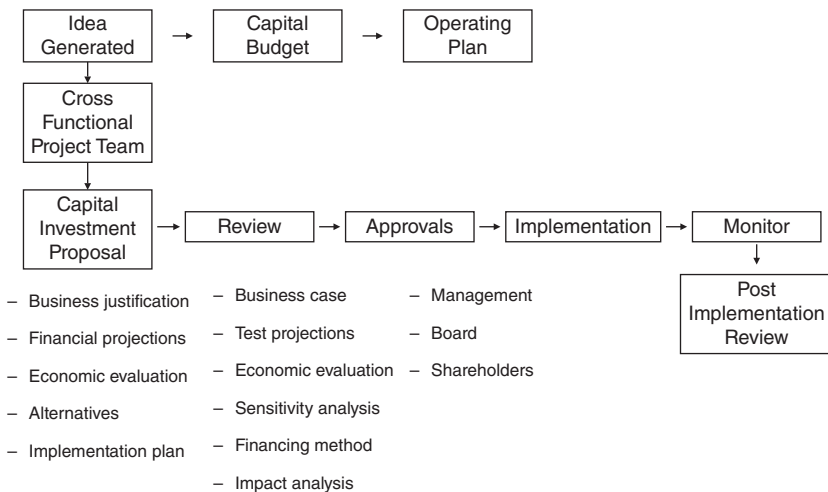 Idea
Generated
Capital
Budget
Operating
Plan
Cross
Functional
Project Team
Capital
Investment
Proposal
Review
Approvals
Implementation
Monitor
Post
Implementation
Review
– Business justification
– Financial projections
– Economic evaluation
– Alternatives
– Implementation plan
– Business case
– Test projections
– Economic evaluation
– Sensitivity analysis
– Financing method
– Impact analysis
– Management
– Board
– Shareholders